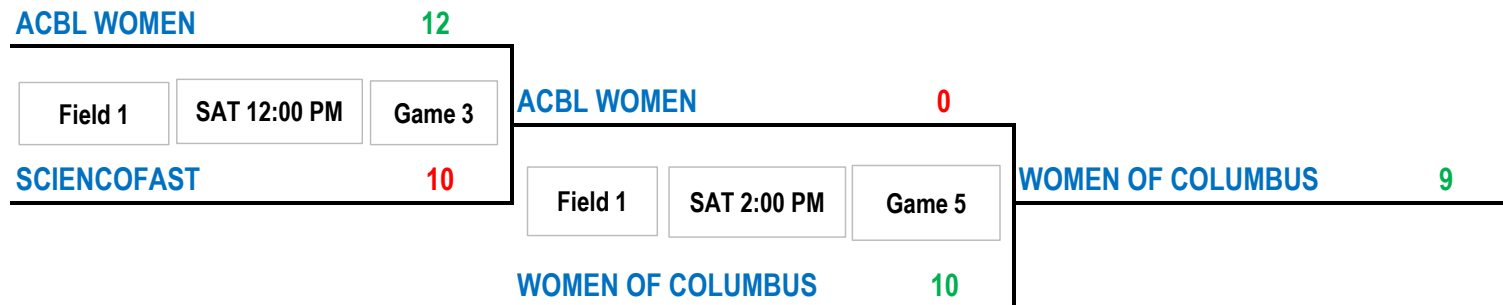 ACBL WOMEN 12
Field 1 SAT 12:00 PM Game 3
ACBL WOMEN 0
SCIENCOFAST 10
WOMEN OF COLUMBUS 9
Field 1 SAT 2:00 PM Game 5
WOMEN OF COLUMBUS 10